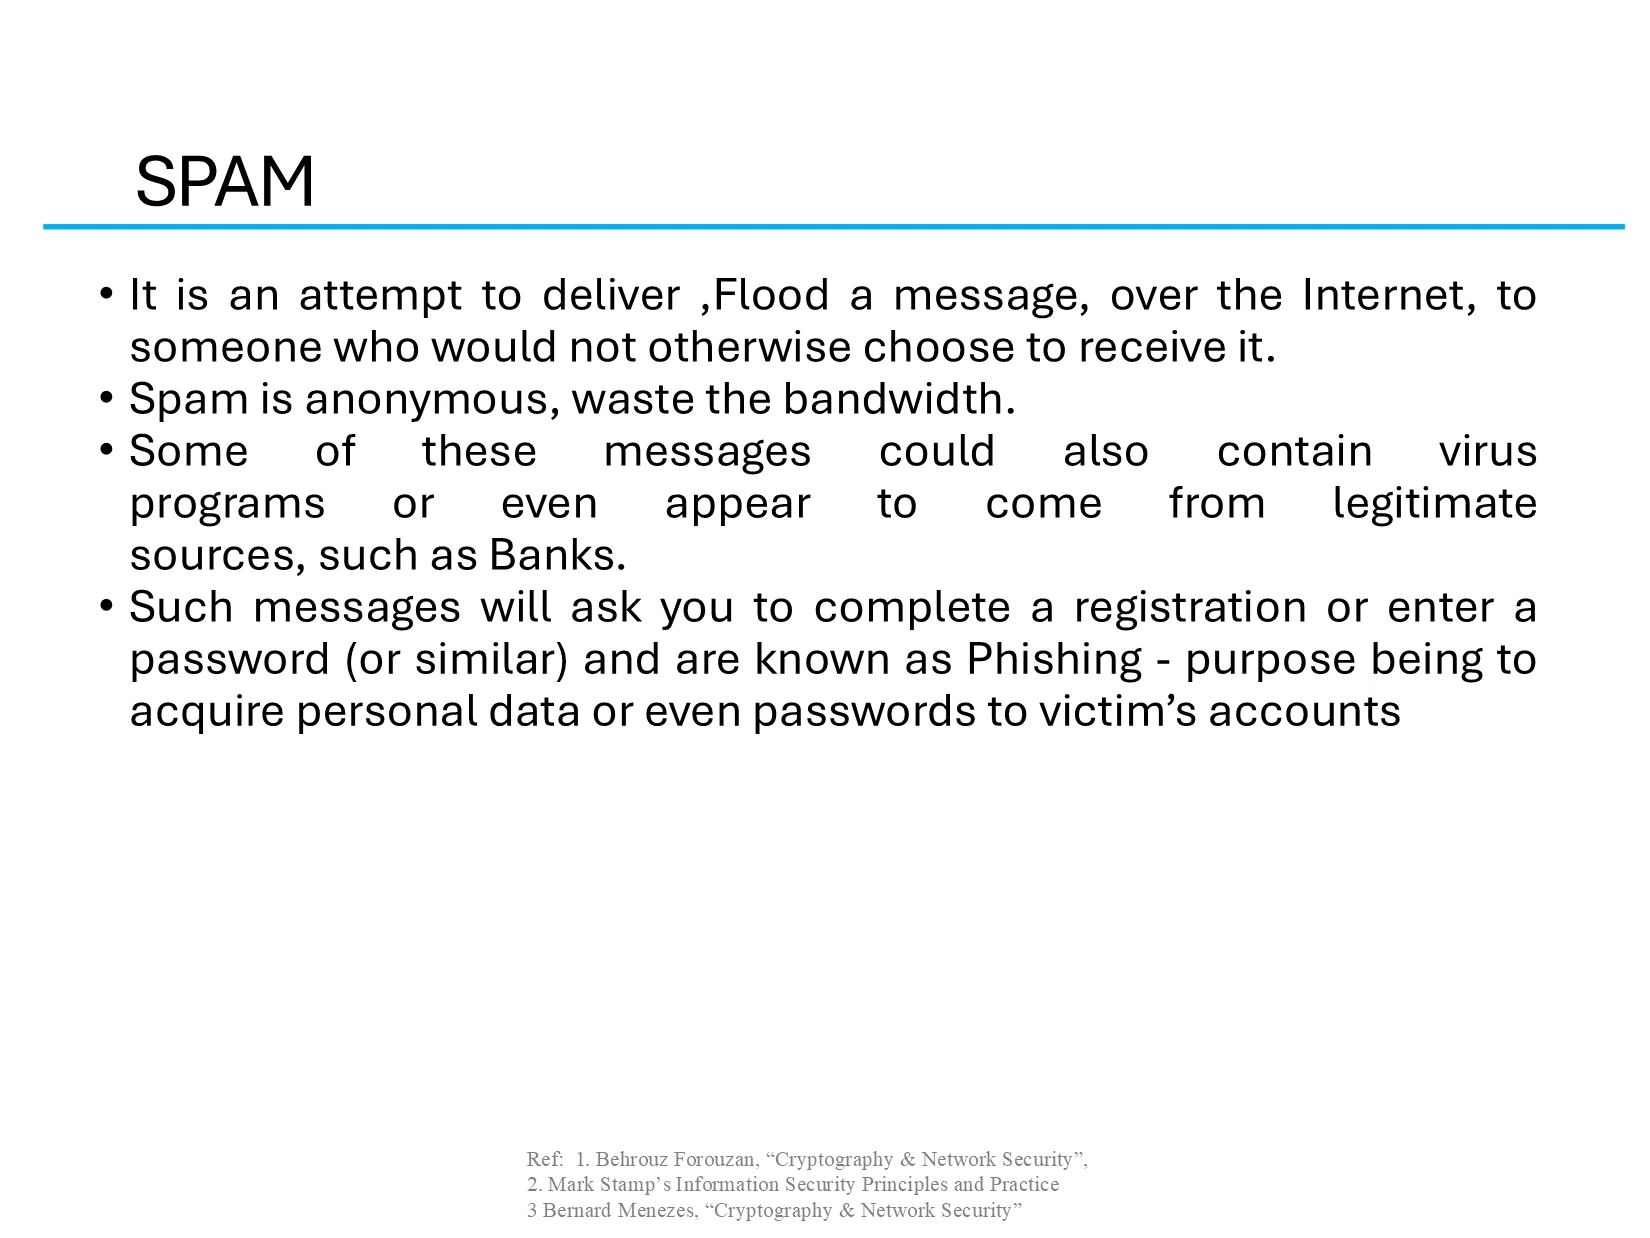 SPAM
• It is an attempt to deliver ,Flood a message, over the Internet, to
someone who would not otherwise choose to receive it.
• Spam is anonymous, waste the bandwidth.
• Some of these messages could also contain virus
programs or even appear to come from legitimate
sources, such as Banks.
• Such messages will ask you to complete a registration or enter a
password (or similar) and are known as Phishing - purpose being to
acquire personal data or even passwords to victim’s accounts
Ref: 1. Behrouz Forouzan, “Cryptography & Network Security”,
2. Mark Stamp’s Information Security Principles and Practice
3 Bernard Menezes, “Cryptography & Network Security”